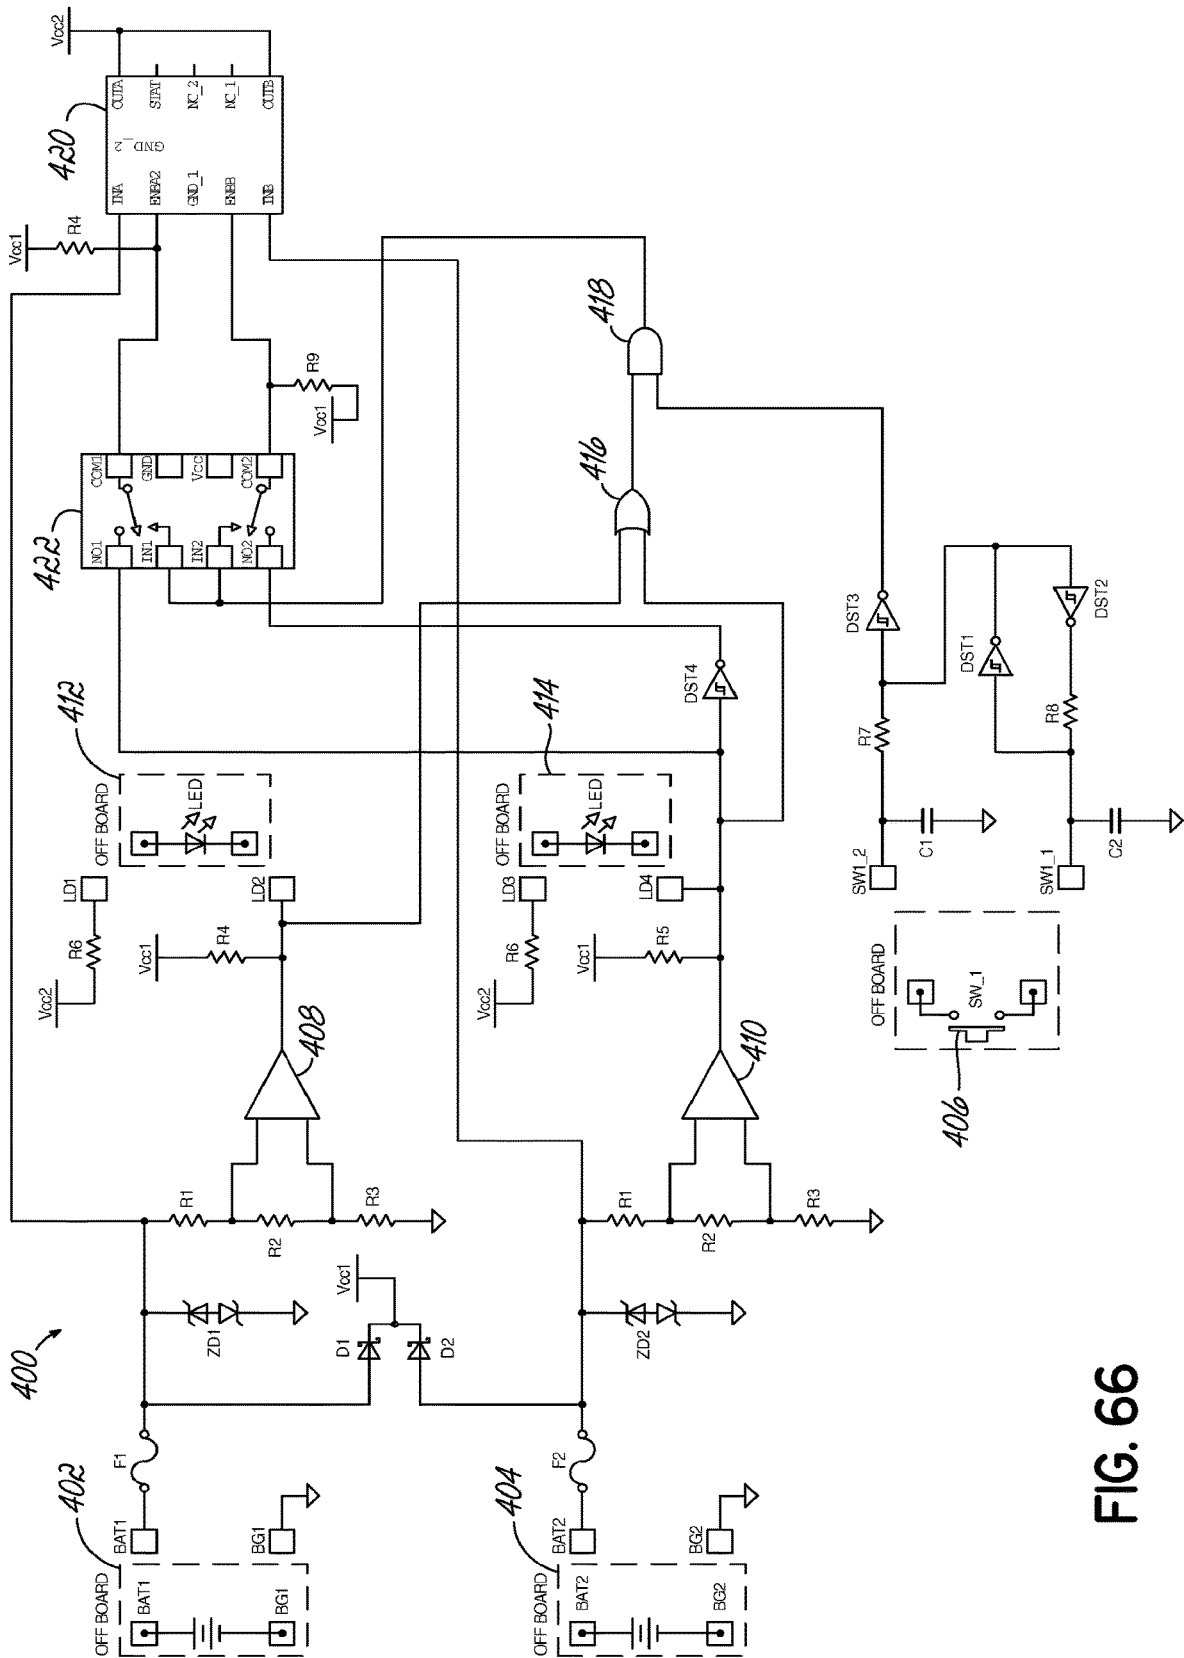 FIG. 66
400
OFF BOARD
402
BAT1
BG1
BAT1
BG1
F1
ZD1
D1
D2
Vcc1
R1
R2
R3
408
Vcc2
R6
LD1
Vcc1
R4
LD2
OFF BOARD
LED
412
OFF BOARD
404
BAT2
BG2
BAT2
BG2
F2
ZD2
R1
R2
R3
410
Vcc2
R6
LD3
Vcc1
R5
LD4
OFF BOARD
LED
414
DST4
422
NO1
IN1
IN2
NO2
COM1
GND
Vcc
COM2
R9
Vcc1
Vcc1
R4
420
INA
ENBA2
GND_1
ENBB
INB
GND_2
OUTA
STAT
NC_2
NC_1
OUTB
Vcc2
416
418
OFF BOARD
SW_1
406
SW1_2
SW1_1
C1
C2
R7
R8
DST1
DST2
DST3